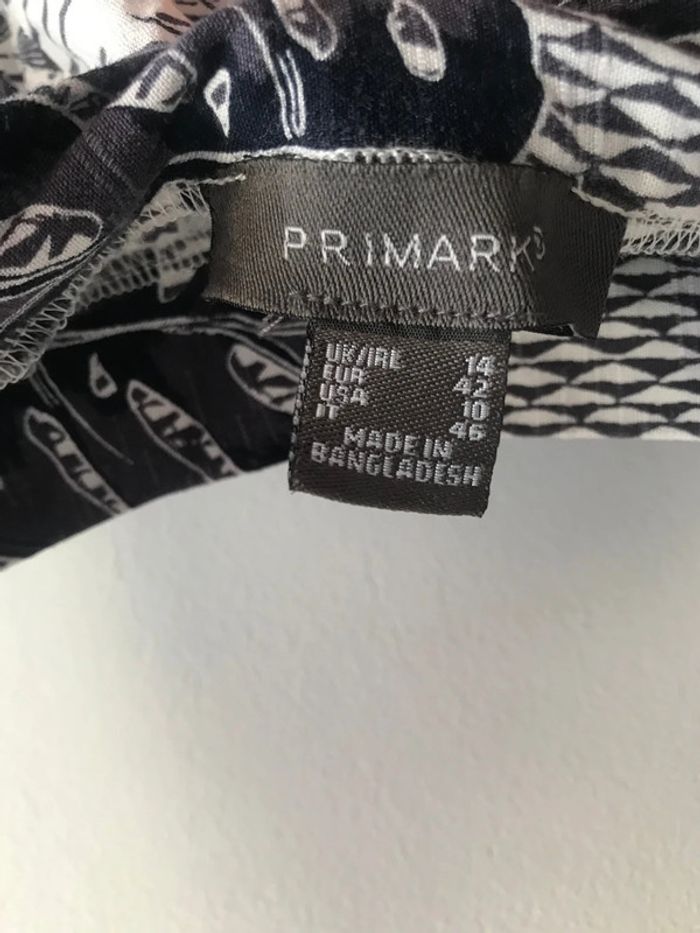 PRIMARK®
UK/IRL 14
EUR 42
USA 10
IT 46
MADE IN
BANGLADESH